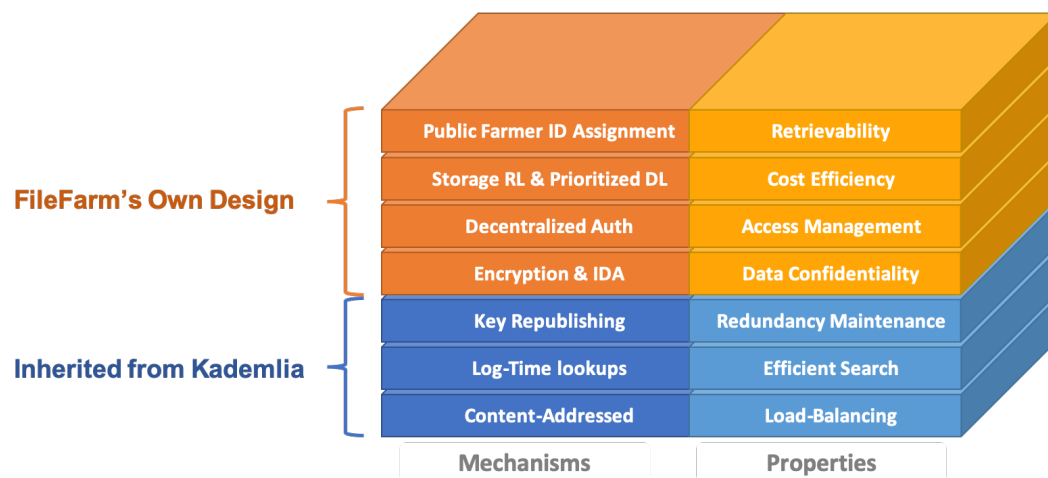 Public Farmer ID Assignment
Retrievability
Storage RL & Prioritized DL
Cost Efficiency
FileFarm's Own Design
Decentralized Auth
Access Management
Encryption & IDA
Data Confidentiality
Key Republishing
Redundancy Maintenance
Inherited from Kademlia
Log-Time lookups
Efficient Search
Content-Addressed
Load-Balancing
Mechanisms
Properties